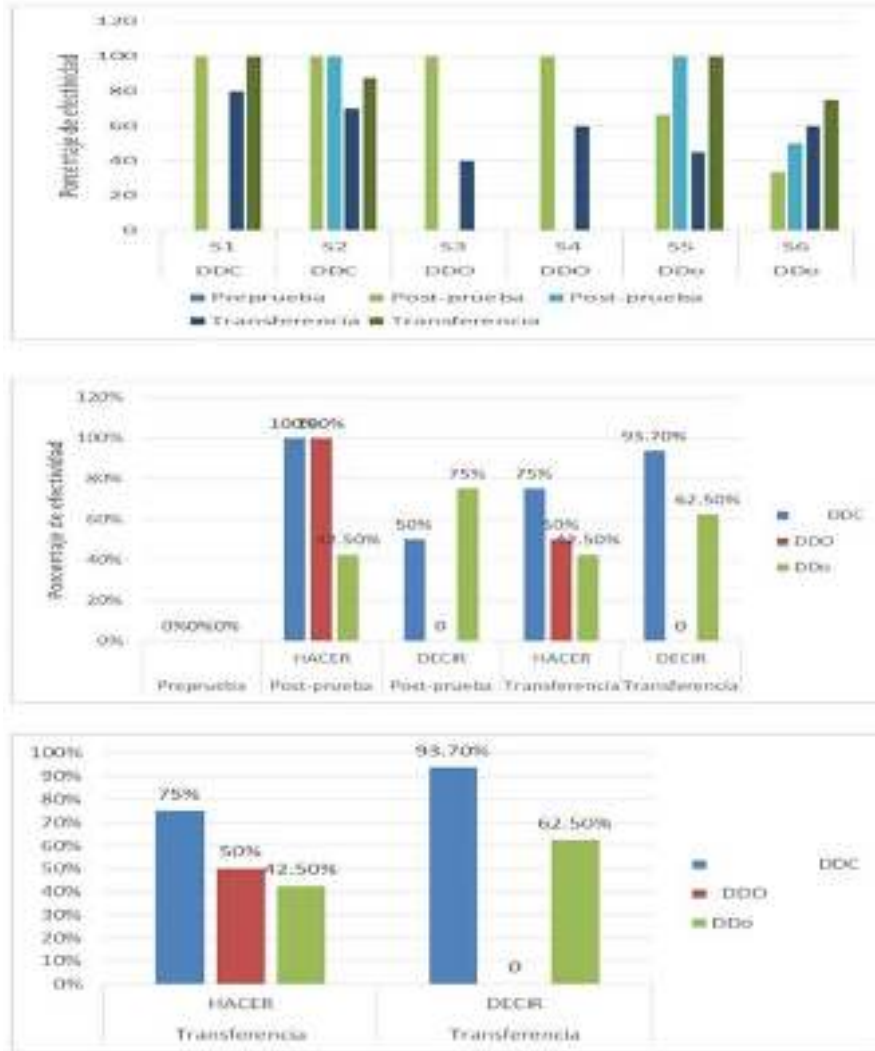 Porcentaje de efectividad
120
100
80
60
40
20
0
S1 S2 S3 S4 S5 S6
DDC DDC DDO DDO DDo DDo
Preprueba Post-prueba Post-prueba
Transferencia Transferencia
Porcentaje de efectividad
120%
100%
80%
60%
40%
20%
0%
100% 100% 93.70%
75% 75%
62.50%
50% 50%
42.50% 42.50%
0%0%0% 0 0
HACER DECIR HACER DECIR
Preprueba Post-prueba Post-prueba Transferencia Transferencia
DDC
DDO
DDo
100%
90%
80%
70%
60%
50%
40%
30%
20%
10%
0%
93.70%
75%
62.50%
50%
42.50%
0
HACER DECIR
Transferencia Transferencia
DDC
DDO
DDo